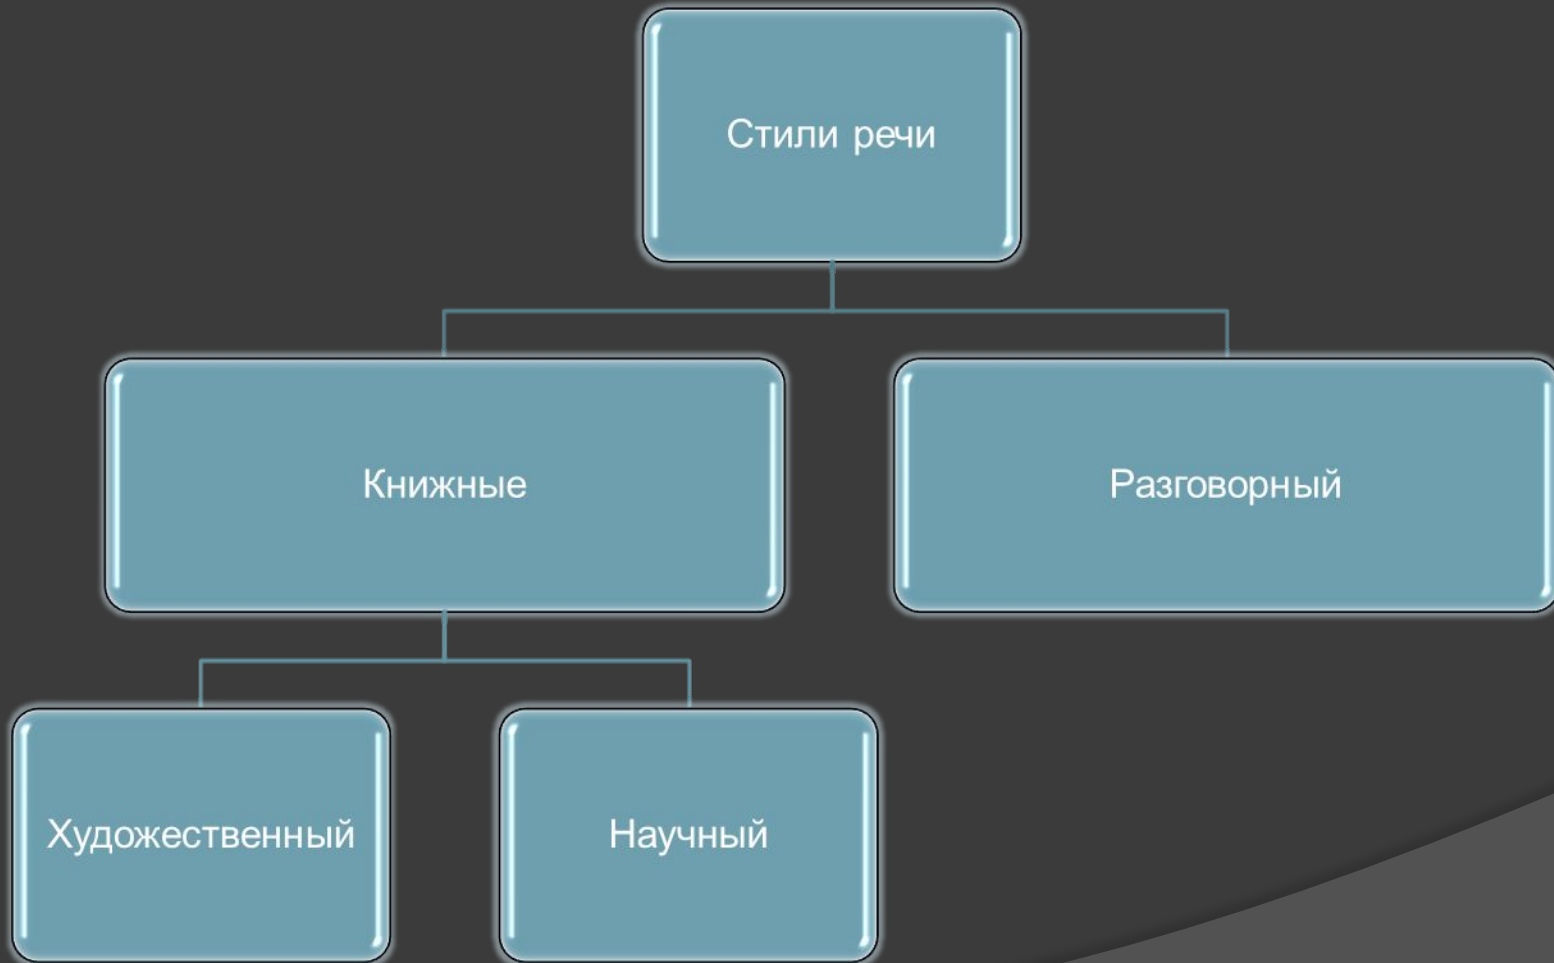 Стили речи
Книжные
Разговорный
Художественный
Научный